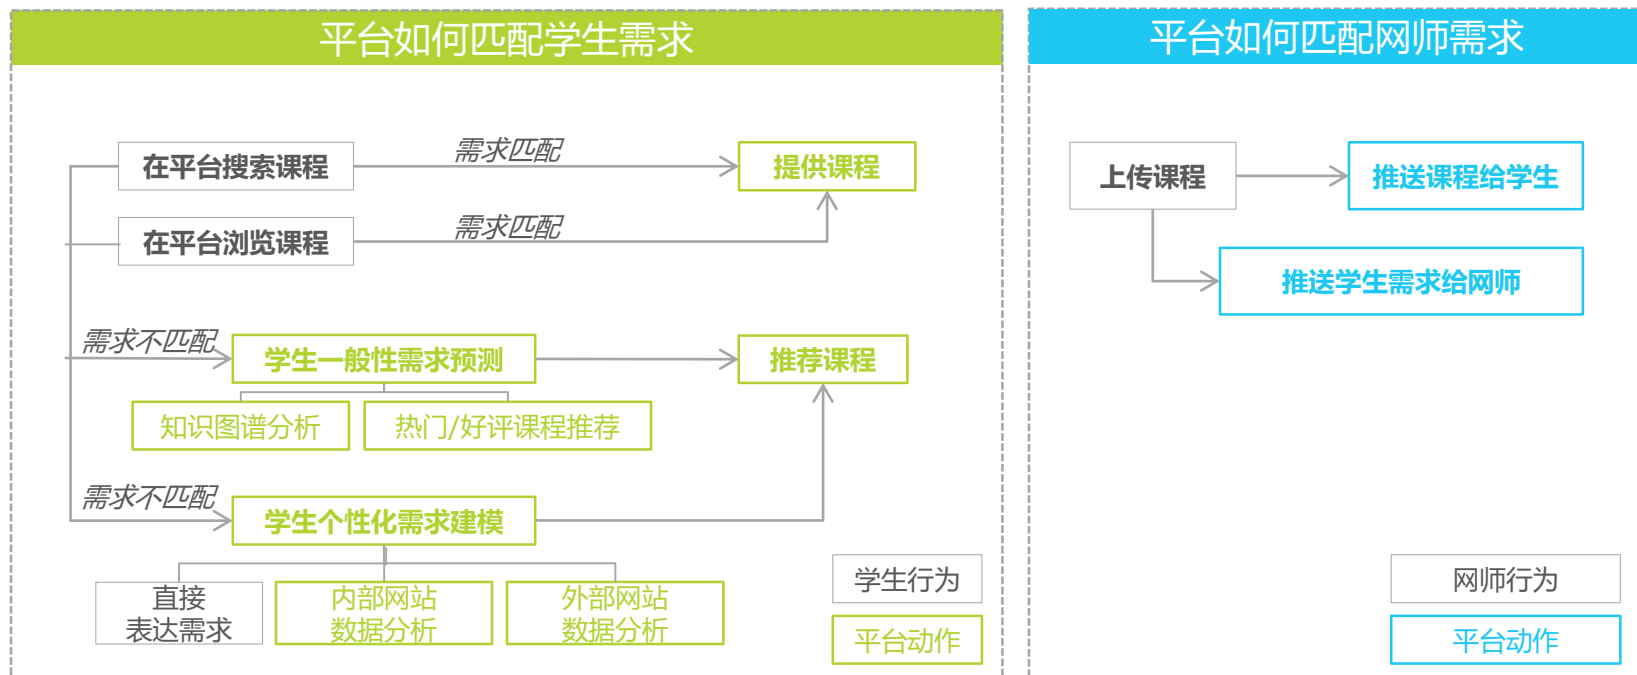 平台如何匹配学生需求
在平台搜索课程
需求匹配
提供课程
在平台浏览课程
需求匹配
需求不匹配
学生一般性需求预测
推荐课程
知识图谱分析
热门/好评课程推荐
需求不匹配
学生个性化需求建模
直接
表达需求
内部网站
数据分析
外部网站
数据分析
学生行为
平台动作
平台如何匹配网师需求
上传课程
推送课程给学生
推送学生需求给网师
网师行为
平台动作